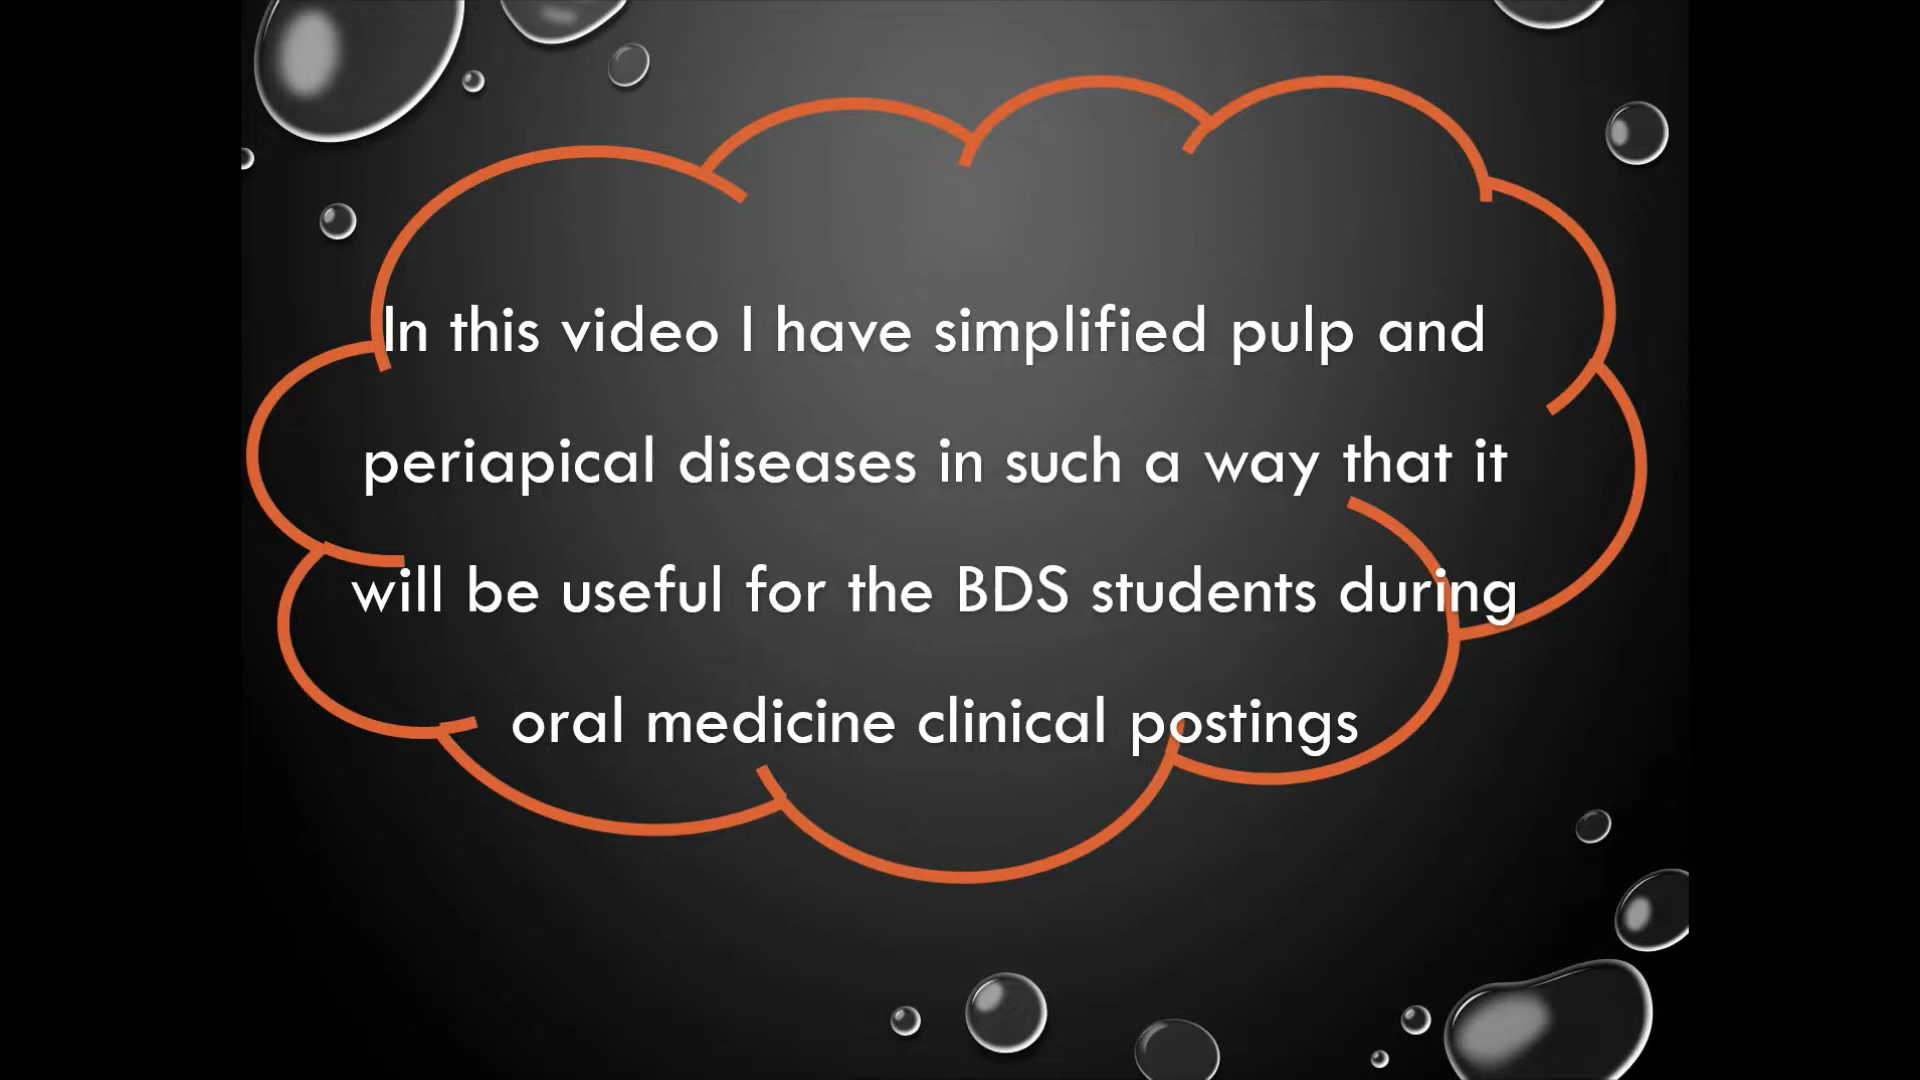 In this video I have simplified pulp and
periapical diseases in such a way that it
will be useful for the BDS students during
oral medicine clinical postings